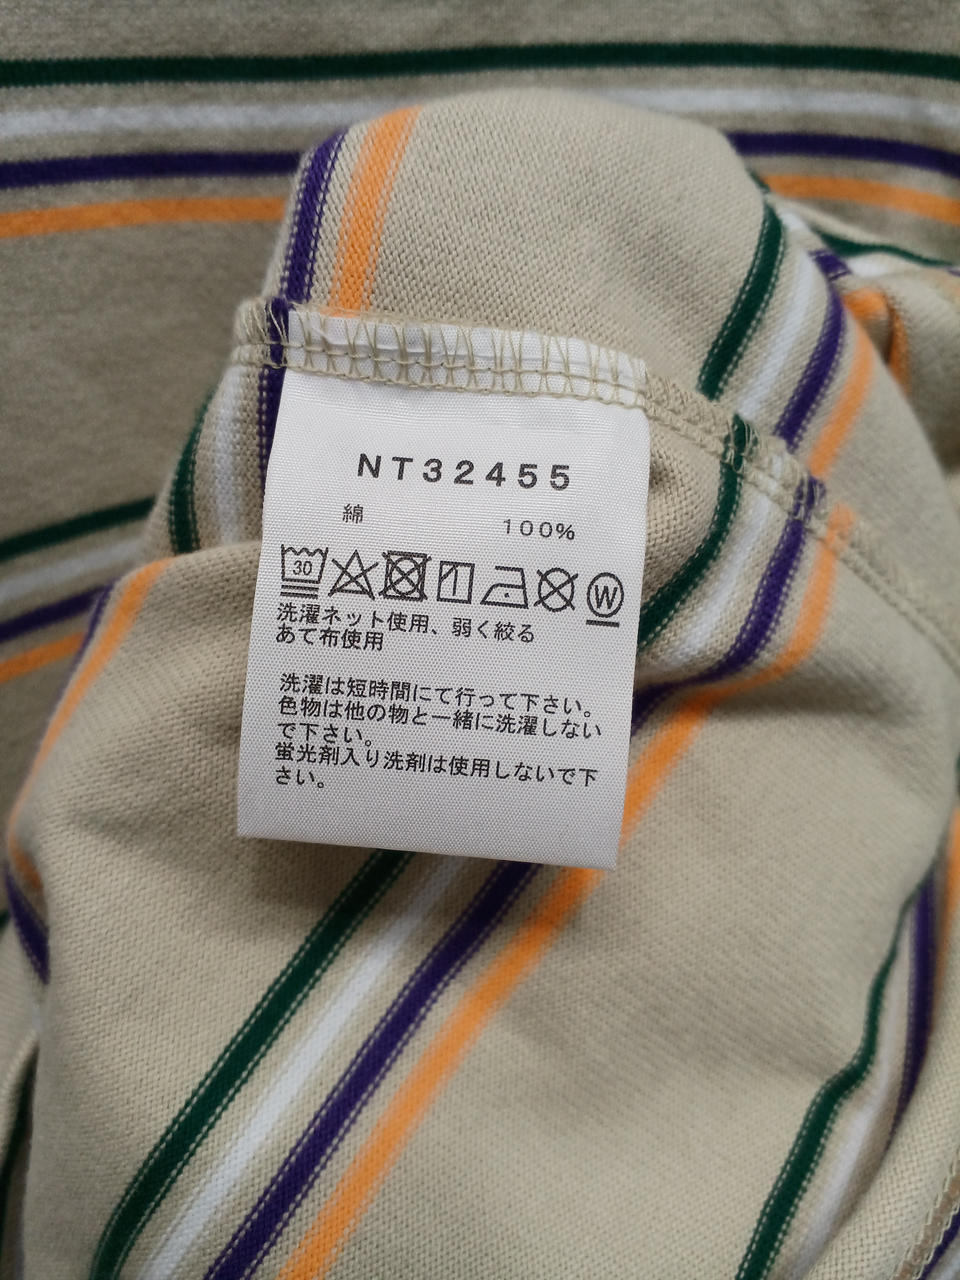 NT32455
綿 100%
30 W
洗濯ネット使用、弱く絞る
あて布使用
洗濯は短時間にて行って下さい。
色物は他の物と一緒に洗濯しない
で下さい。
蛍光剤入り洗剤は使用しないで下
さい。